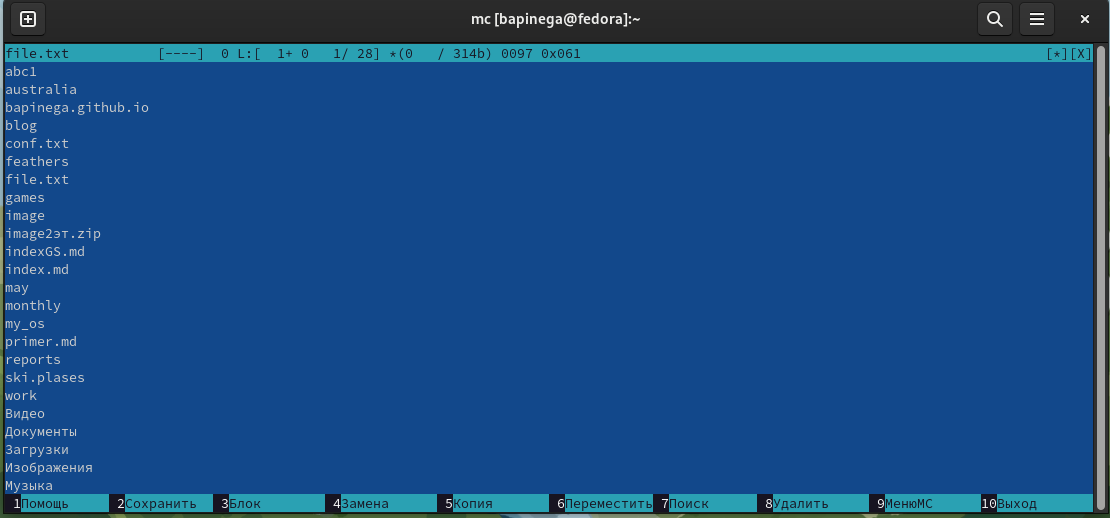 mc [bapinega@fedora]:~
file.txt [----] 0 L:[ 1+ 0 1/ 28] *(0 / 314b) 0097 0x061 [*][X]
abc1
australia
bapinega.github.io
blog
conf.txt
feathers
file.txt
games
image
image2эт.zip
indexGS.md
index.md
may
monthly
my_os
primer.md
reports
ski.plases
work
Видео
Документы
Загрузки
Изображения
Музыка
1Помощь 2Сохранить 3Блок 4Замена 5Копия 6Переместить 7Поиск 8Удалить 9МенюMC 10Выход